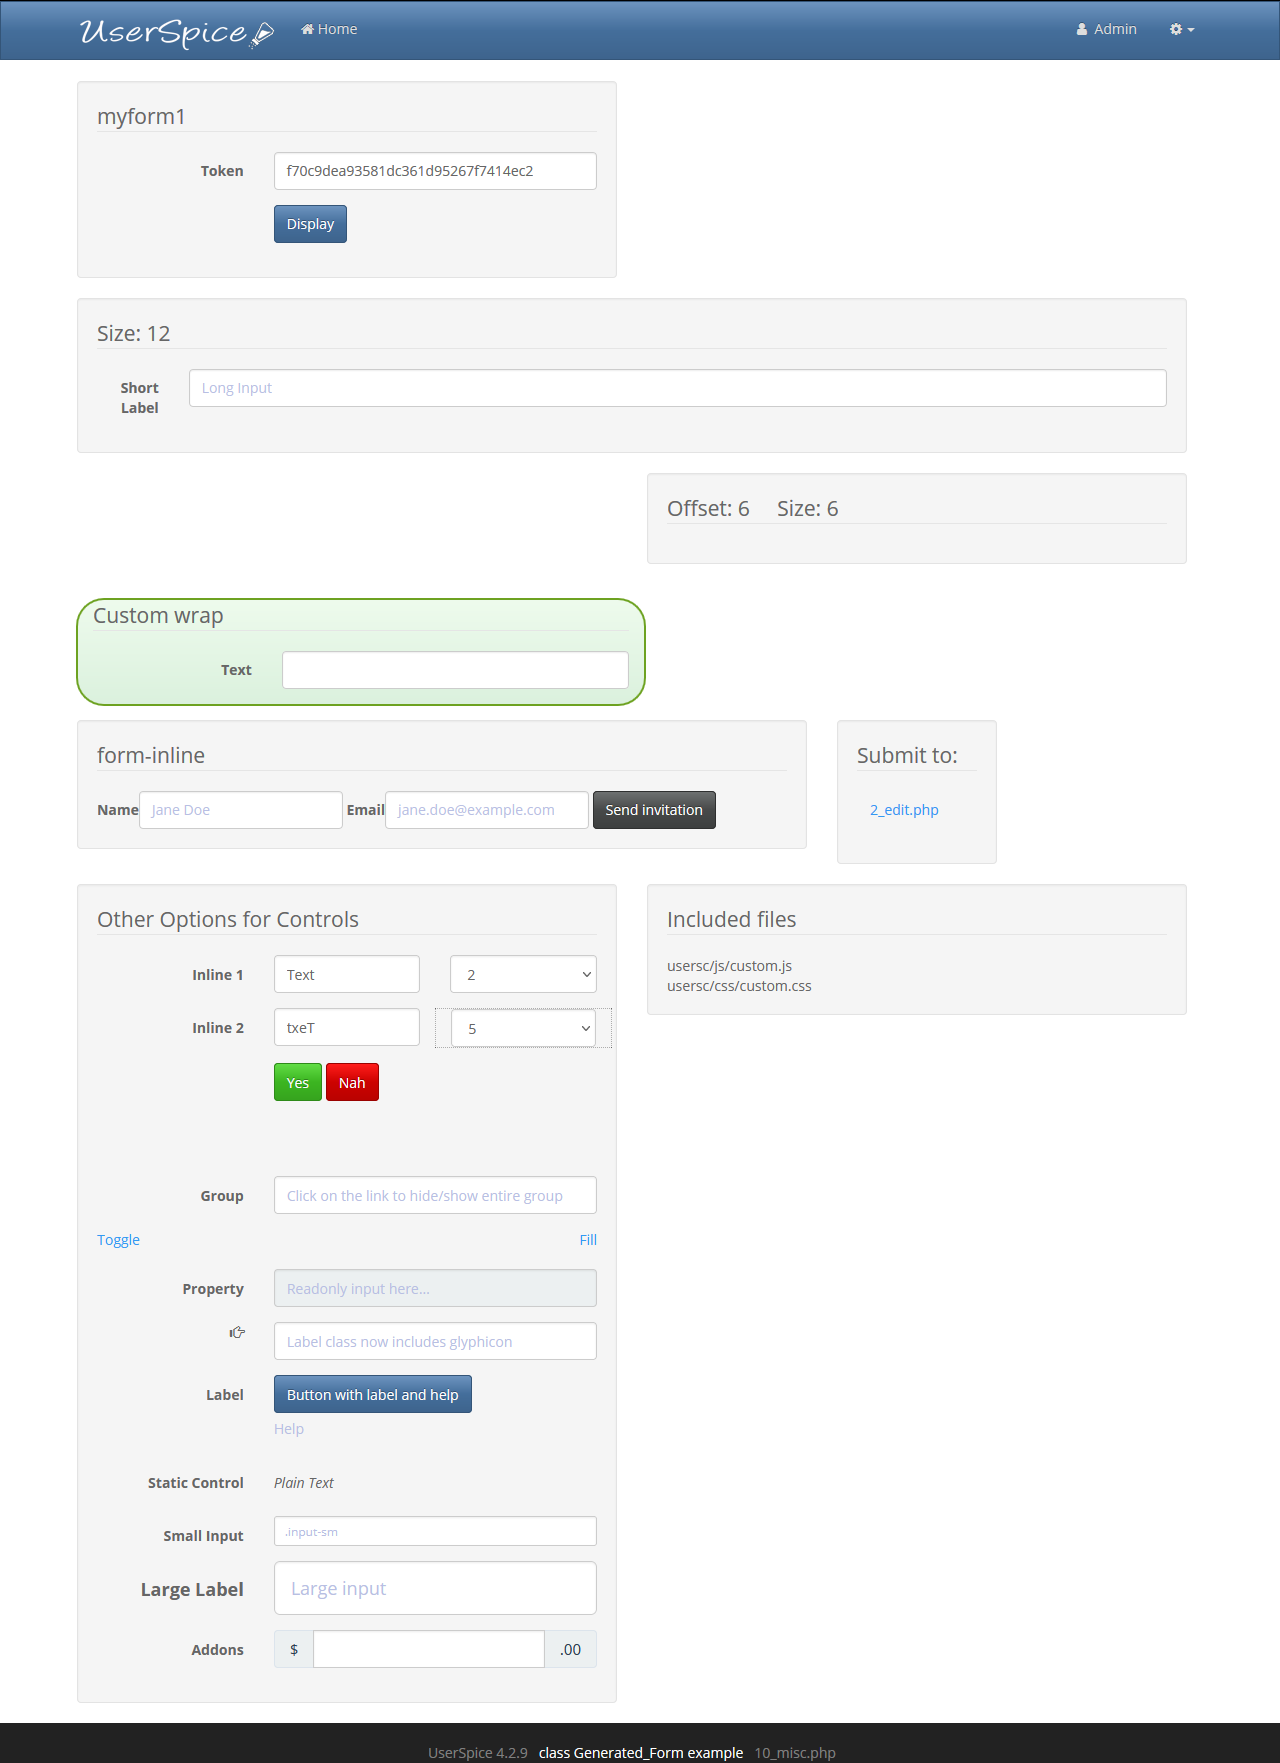 UserSpice Home Admin
myform1
Token f70c9dea93581dc361d95267f7414ec2
Display
Size: 12
Short Label Long Input
Offset: 6 Size: 6
Custom wrap
Text
form-inline
Name Jane Doe Email jane.doe@example.com Send invitation
Submit to:
2_edit.php
Other Options for Controls
Inline 1 Text 2
Inline 2 txeT 5
Yes Nah
Group Click on the link to hide/show entire group
Toggle Fill
Property Readonly input here...
Label class now includes glyphicon
Label Button with label and help
Help
Static Control Plain Text
Small Input .input-sm
Large Label Large input
Addons $ .00
Included files
usersc/js/custom.js
usersc/css/custom.css
UserSpice 4.2.9 class Generated_Form example 10_misc.php